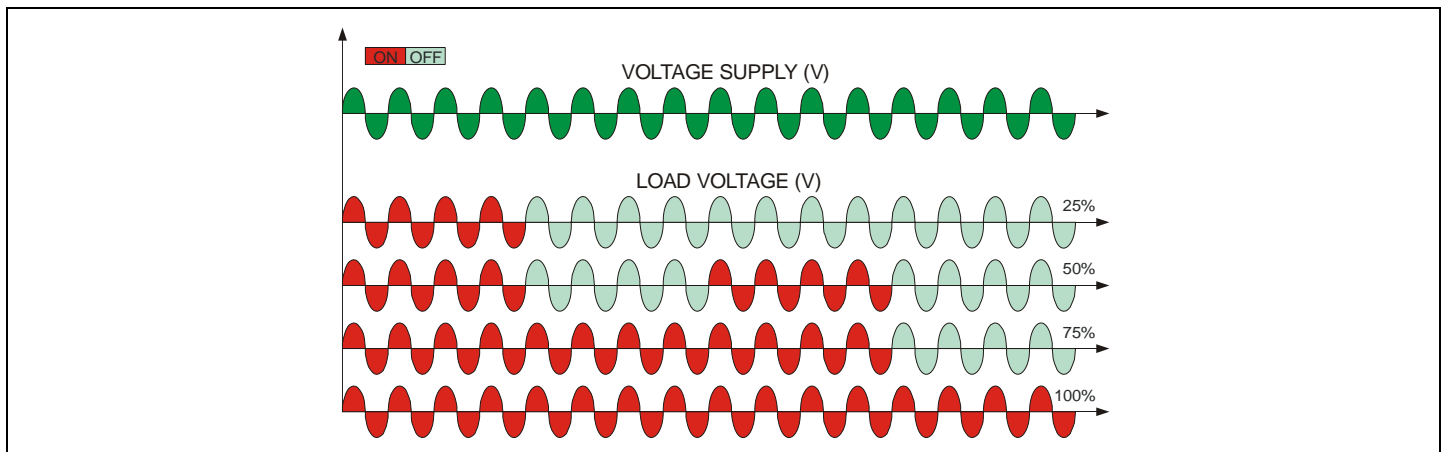 ON OFF
VOLTAGE SUPPLY (V)
LOAD VOLTAGE (V)
25%
50%
75%
100%